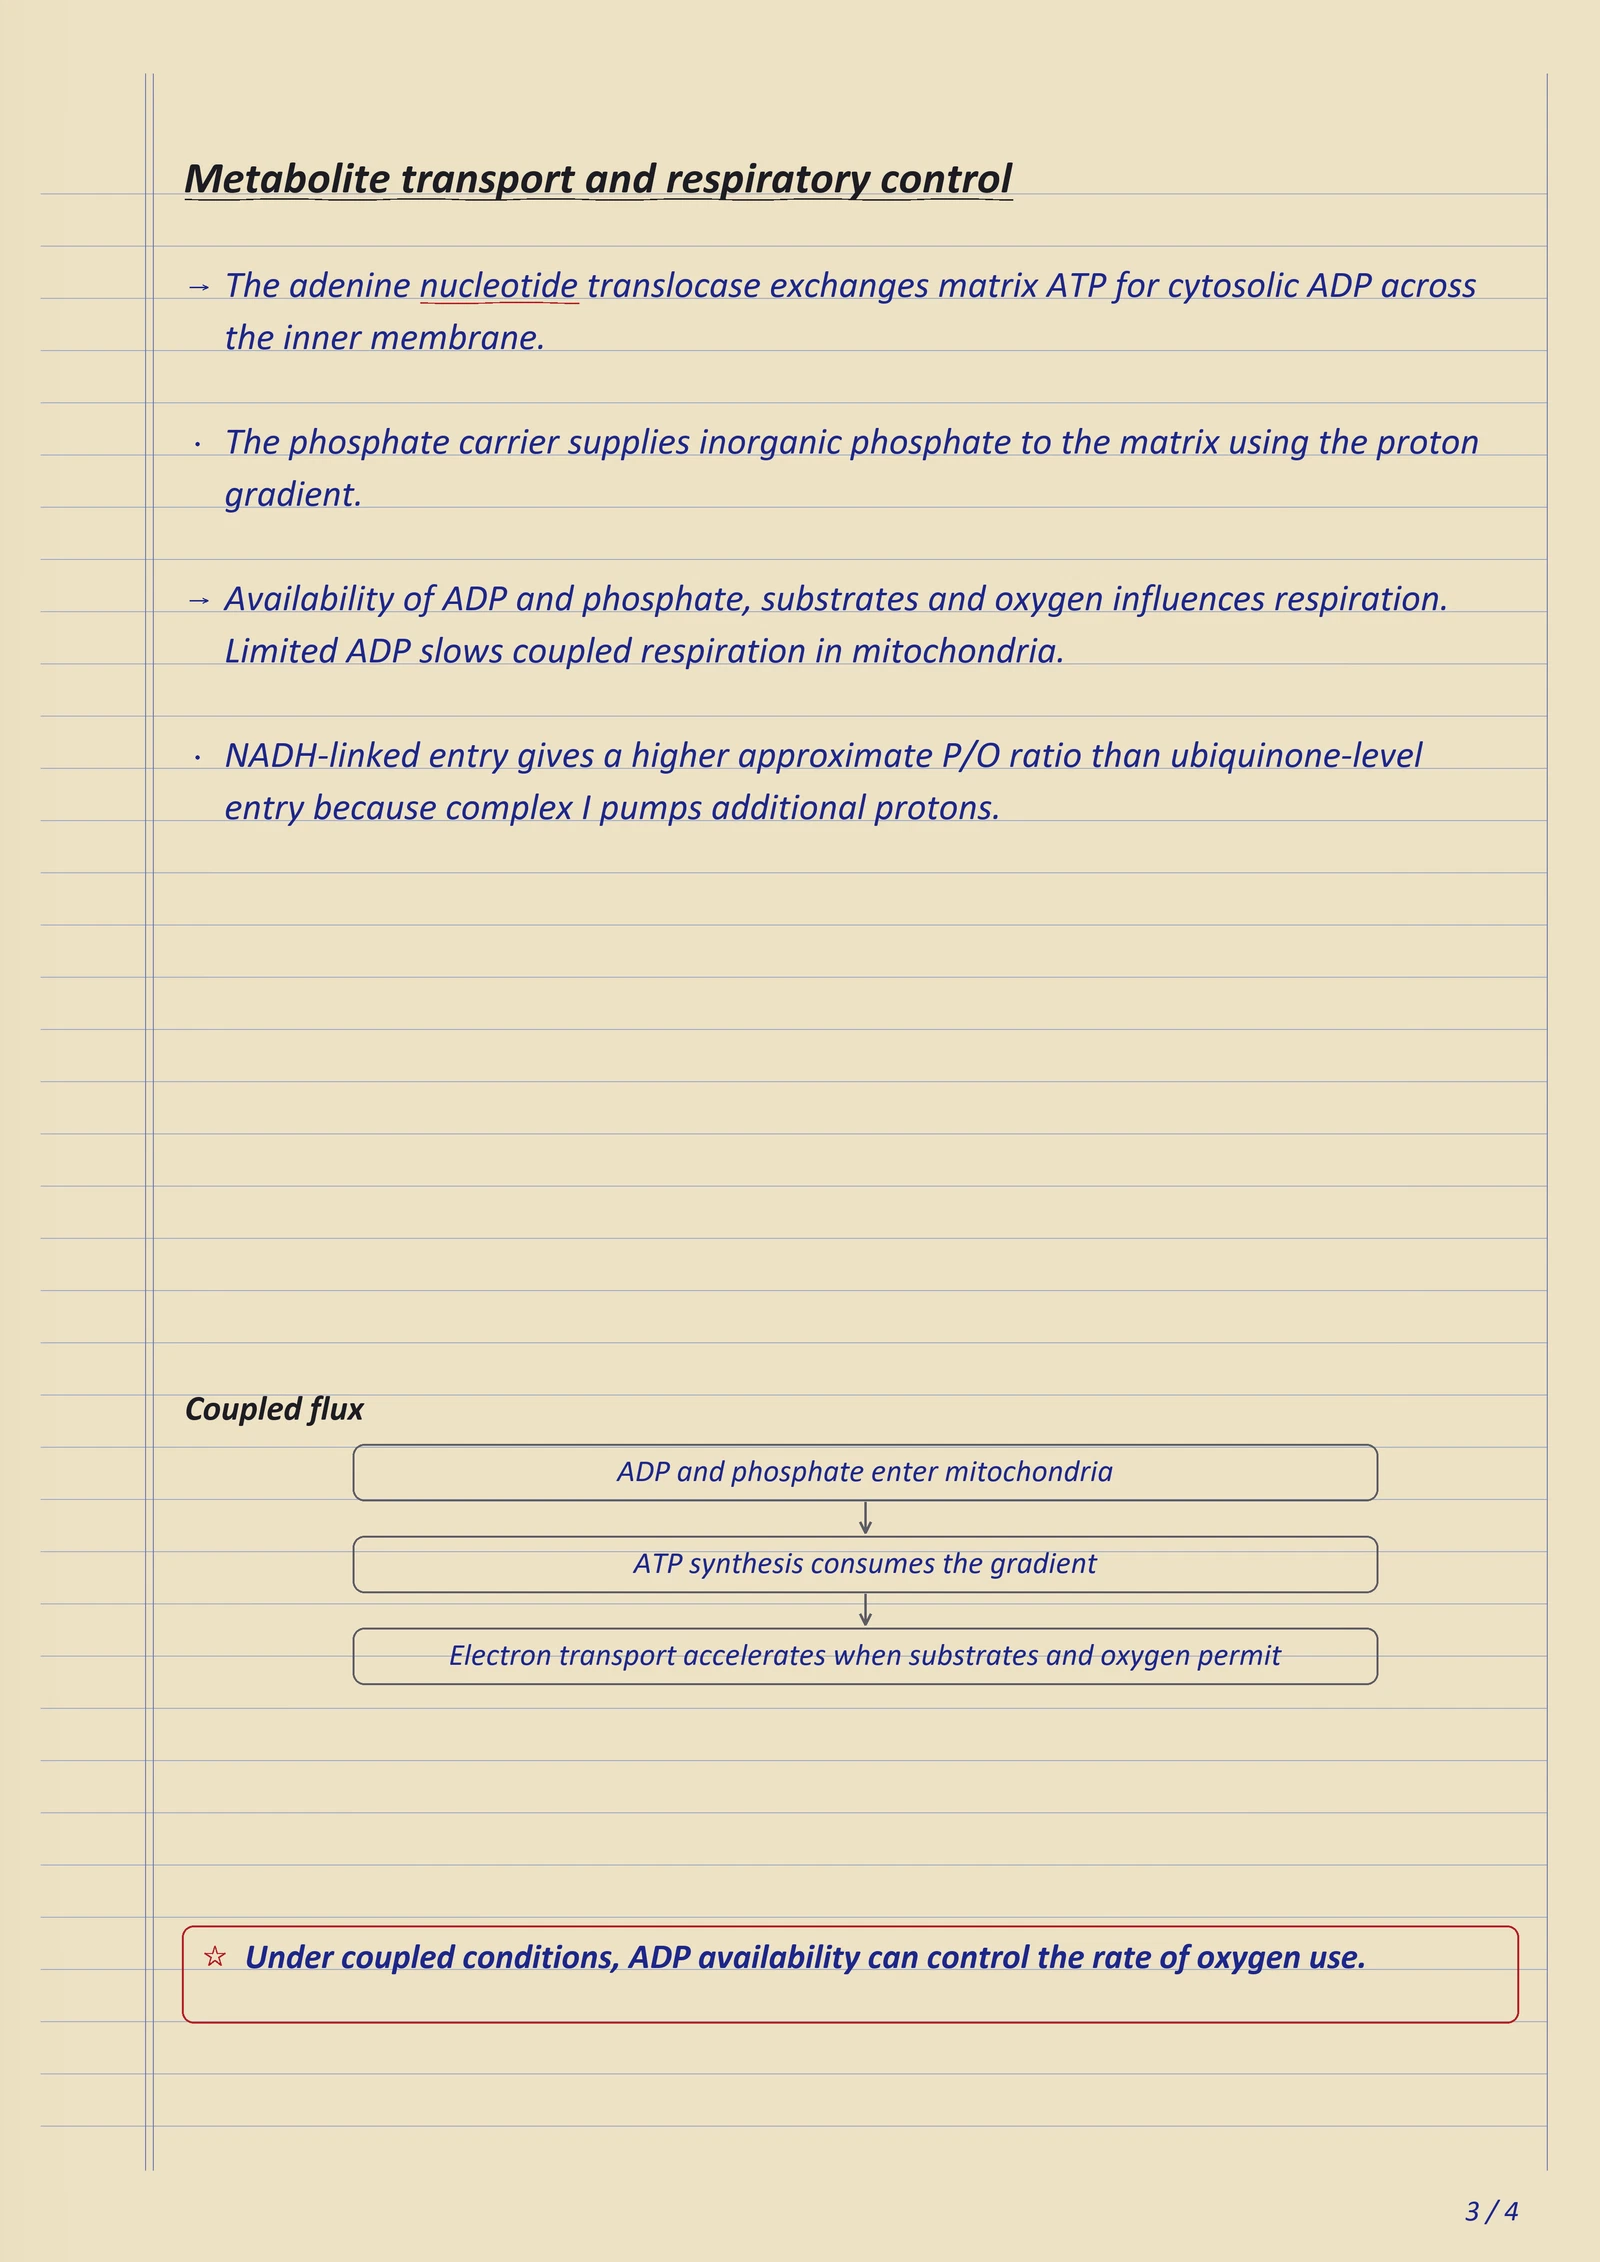 Metabolite transport and respiratory control
→ The adenine nucleotide translocase exchanges matrix ATP for cytosolic ADP across
the inner membrane.
· The phosphate carrier supplies inorganic phosphate to the matrix using the proton
gradient.
→ Availability of ADP and phosphate, substrates and oxygen influences respiration.
Limited ADP slows coupled respiration in mitochondria.
· NADH-linked entry gives a higher approximate P/O ratio than ubiquinone-level
entry because complex I pumps additional protons.
Coupled flux
ADP and phosphate enter mitochondria
ATP synthesis consumes the gradient
Electron transport accelerates when substrates and oxygen permit
☆ Under coupled conditions, ADP availability can control the rate of oxygen use.
3 / 4